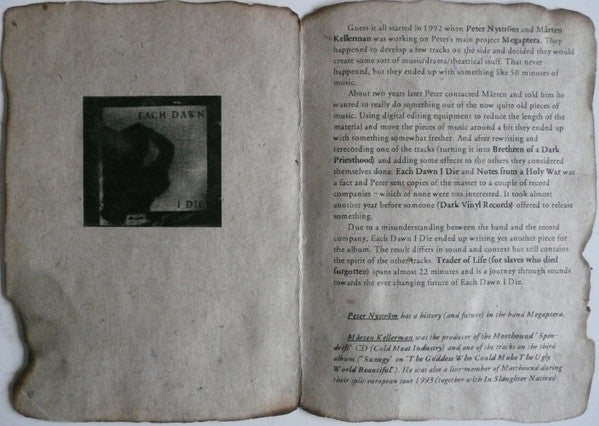 EACH DAWN
I DIE
Guess it all started in 1992 when Peter Nyström and Mårten
Kellerman was working on Peter's main project Megaptera. They
happened to develop a few tracks on the side and decided they would
create some sort of music/drama/theatrical stuff. That never
happened, but they ended up with something like 50 minutes of
music.
About two years later Peter contacted Mårten and told him he
wanted to really do something out of the now quite old pieces of
music. Using digital editing equipment to reduce the length of the
material and move the pieces of music around a bit they ended up
with something somewhat fresher. And after rewriting and
rerecording one of the tracks (turning it into Brethren of a Dark
Priesthood) and adding some effects to the others they considered
themselves done. Each Dawn I Die and Notes from a Holy War was
a fact and Peter sent copies of the master to a couple of record
companies - which of none were too interested. It took almost
another year before someone (Dark Vinyl Records) offered to release
something.
Due to a misunderstanding between the band and the record
company, Each Dawn I Die ended up writing yet another piece for
the album. The result differs in sound and context but still contains
the spirit of the other tracks. Trader of Life (for slaves who died
forgotten) spans almost 22 minutes and is a journey through sounds
towards the ever changing future of Each Dawn I Die.
Peter Nyström has a history (and future) in the band Megaptera.
Mårten Kellerman was the producer of the Morthound "Spin-
drift" CD (Cold Meat Industry) and one of the tracks on the third
album ("Suzugy" on "The Goddess Who Could Make The Ugly
World Beautiful"). He was also a live-member of Morthound during
their split european tour 1993 (together with In Slaughter Natives).